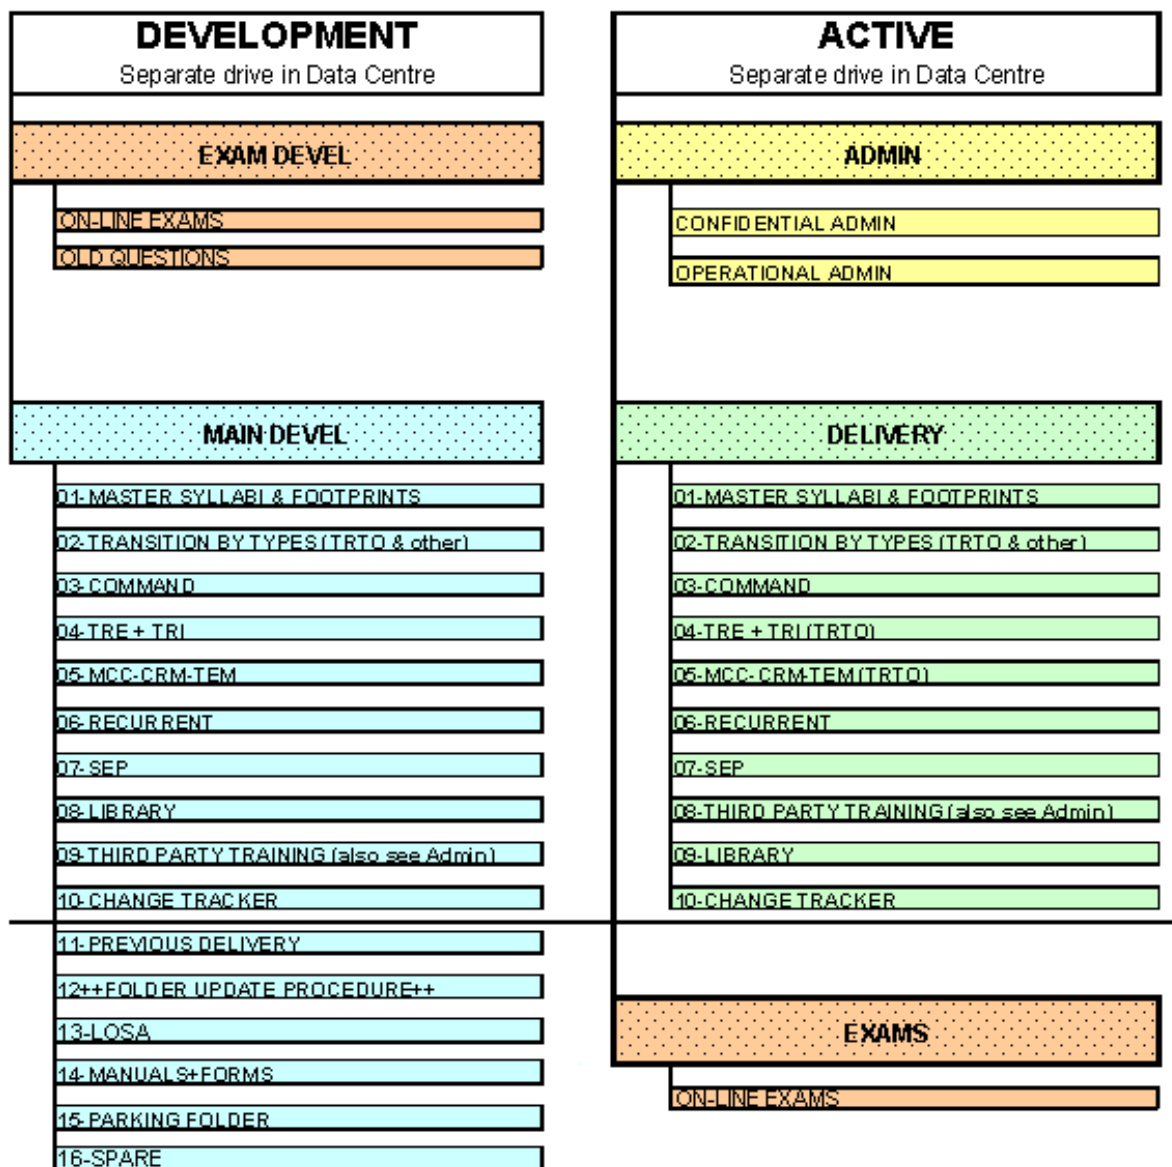 DEVELOPMENT
Separate drive in Data Centre
EXAM DEVEL
ON-LINE EXAMS
OLD QUESTIONS
MAIN DEVEL
01-MASTER SYLLABI & FOOTPRINTS
02-TRANSITION BY TYPES (TRTO & other)
03-COMMAND
04-TRE + TRI
05-MCC-CRM-TEM
06-RECURRENT
07-SEP
08-LIBRARY
09-THIRD PARTY TRAINING (also see Admin)
10-CHANGE TRACKER
11-PREVIOUS DELIVERY
12++FOLDER UPDATE PROCEDURE++
13-LOSA
14-MANUALS+FORMS
15-PARKING FOLDER
16-SPARE
ACTIVE
Separate drive in Data Centre
ADMIN
CONFIDENTIAL ADMIN
OPERATIONAL ADMIN
DELIVERY
01-MASTER SYLLABI & FOOTPRINTS
02-TRANSITION BY TYPES (TRTO & other)
03-COMMAND
04-TRE + TRI (TRTO)
05-MCC-CRM-TEM (TRTO)
06-RECURRENT
07-SEP
08-THIRD PARTY TRAINING (also see Admin)
09-LIBRARY
10-CHANGE TRACKER
EXAMS
ON-LINE EXAMS